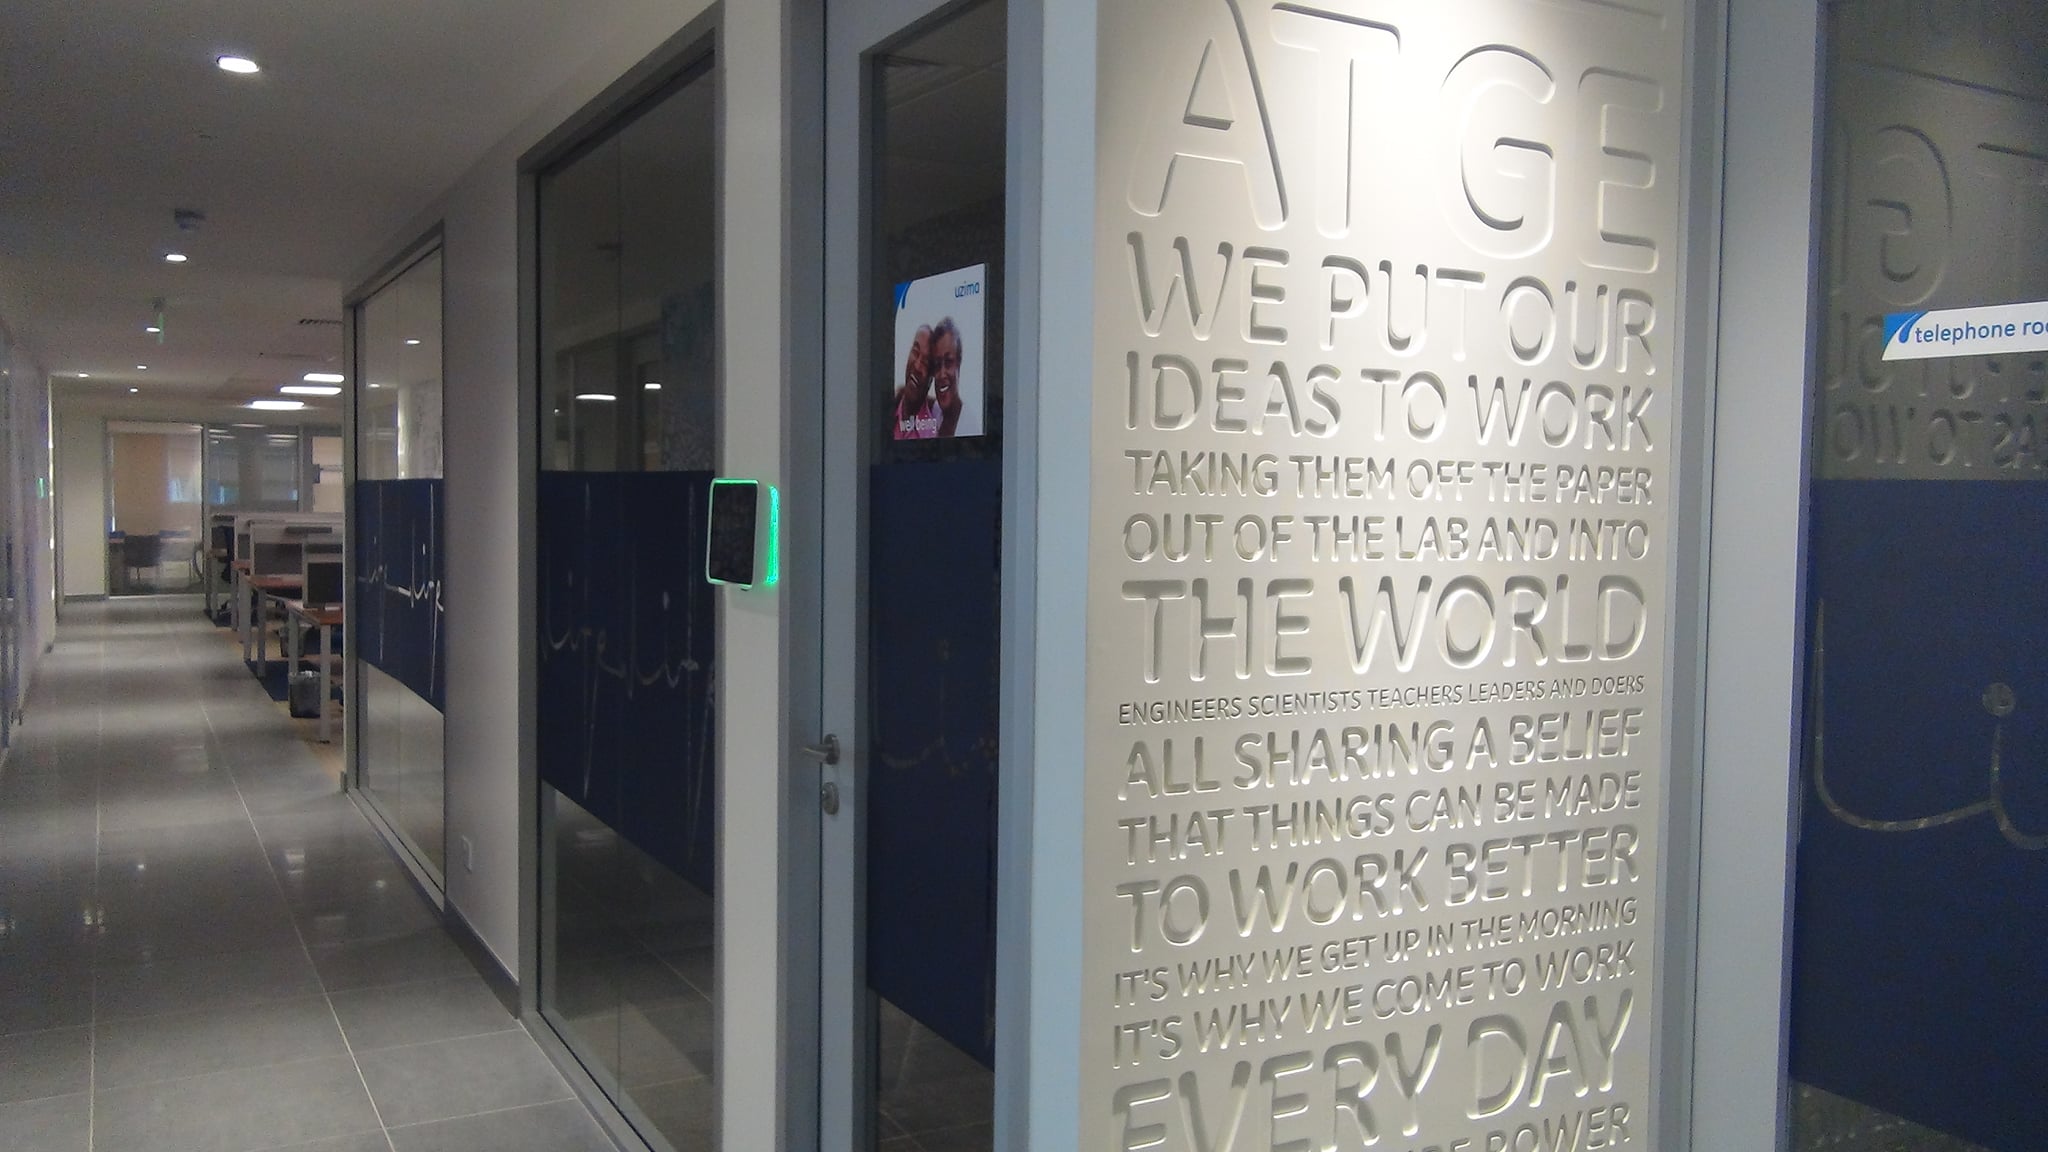 AT GE
WE PUT OUR
IDEAS TO WORK
TAKING THEM OFF THE PAPER
OUT OF THE LAB AND INTO
THE WORLD
ENGINEERS SCIENTISTS TEACHERS LEADERS AND DOERS
ALL SHARING A BELIEF
THAT THINGS CAN BE MADE
TO WORK BETTER
IT'S WHY WE GET UP IN THE MORNING
IT'S WHY WE COME TO WORK
EVERY DAY
POWER
uzima
well-being
telephone
life life